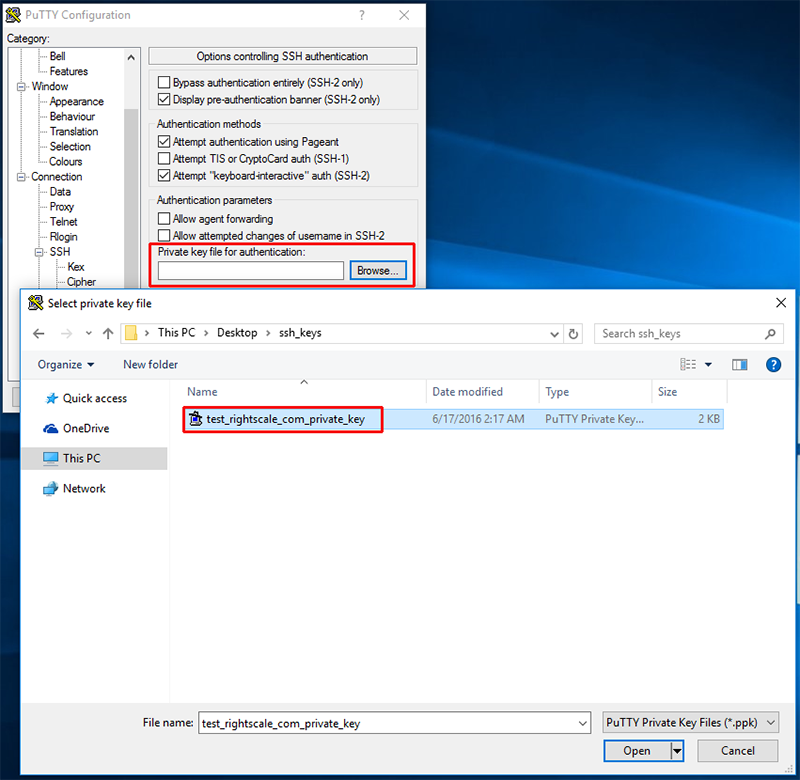 PuTTY Configuration
?
Category:
Bell
Features
Window
Appearance
Behaviour
Translation
Selection
Colours
Connection
Data
Proxy
Telnet
Rlogin
SSH
Kex
Cipher
Options controlling SSH authentication
Bypass authentication entirely (SSH-2 only)
Display pre-authentication banner (SSH-2 only)
Authentication methods
Attempt authentication using Pageant
Attempt TIS or CryptoCard auth (SSH-1)
Attempt "keyboard-interactive" auth (SSH-2)
Authentication parameters
Allow agent forwarding
Allow attempted changes of username in SSH-2
Private key file for authentication:
Browse...
Select private key file
This PC > Desktop > ssh_keys
Search ssh_keys
Organize New folder
?
Quick access
OneDrive
This PC
Network
Name Date modified Type Size
test_rightscale_com_private_key 6/17/2016 2:17 AM PuTTY Private Key... 2 KB
File name: test_rightscale_com_private_key PuTTY Private Key Files (*.ppk)
Open Cancel